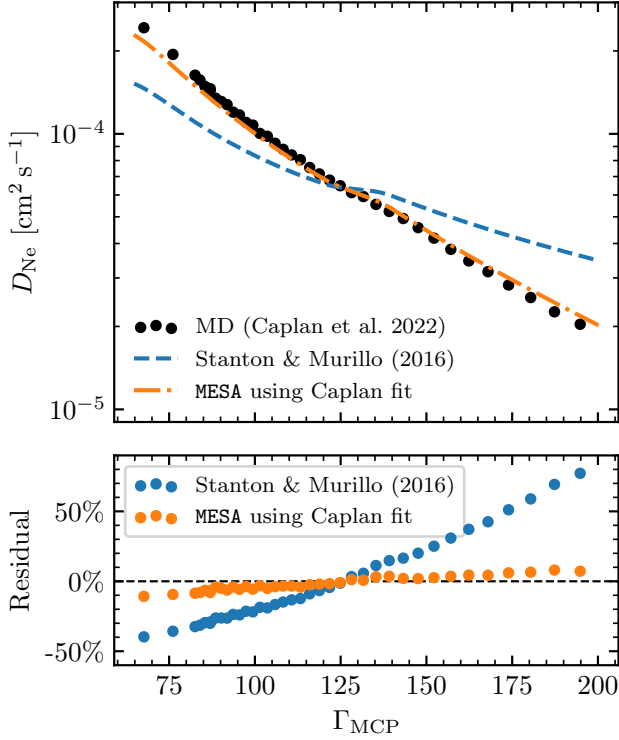 10⁻⁴
10⁻⁵
D_Ne [cm² s⁻¹]
MD (Caplan et al. 2022)
Stanton & Murillo (2016)
MESA using Caplan fit
Stanton & Murillo (2016)
MESA using Caplan fit
50%
0%
-50%
Residual
75 100 125 150 175 200
Γ_MCP